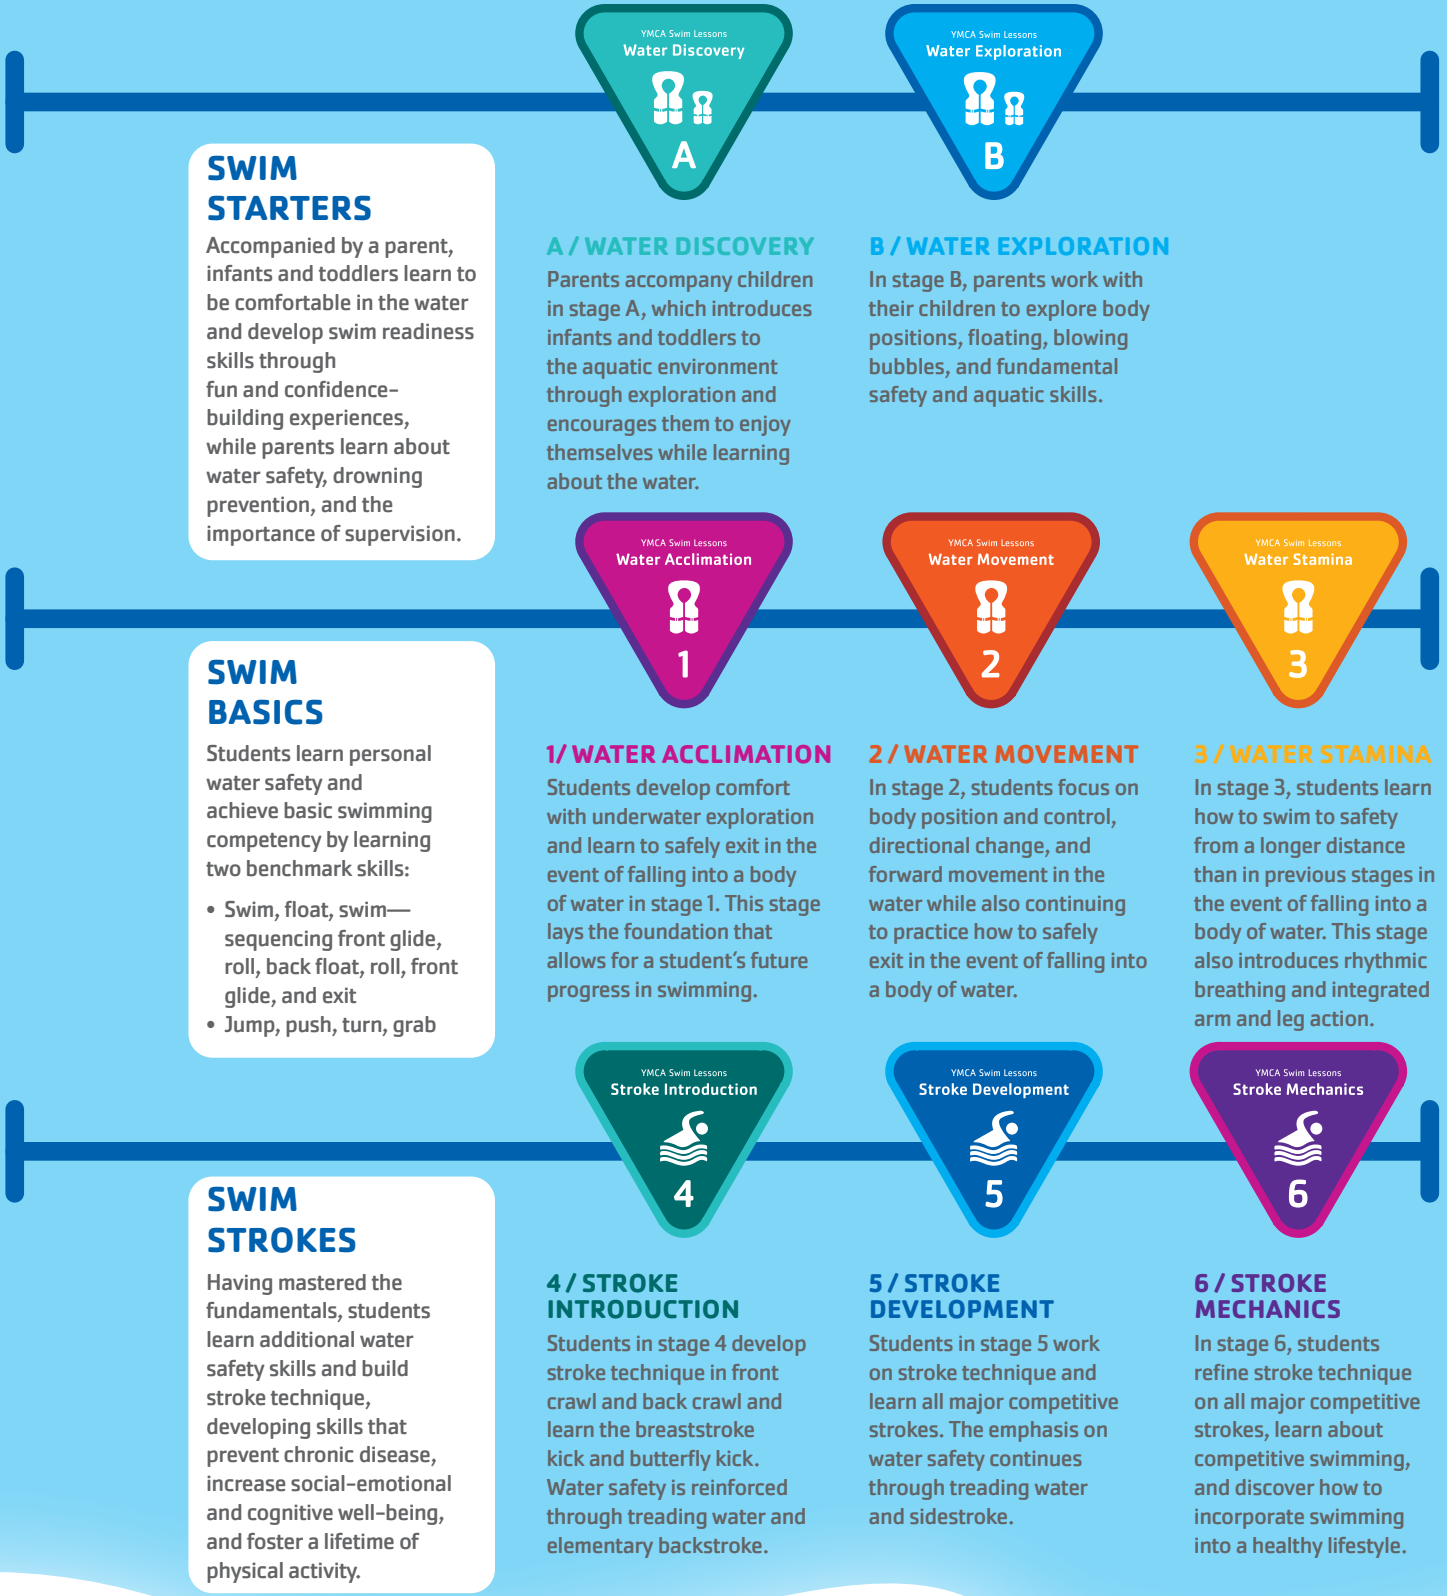 YMCA Swim Lessons
Water Discovery
A
YMCA Swim Lessons
Water Exploration
B
SWIM
STARTERS
Accompanied by a parent,
infants and toddlers learn to
be comfortable in the water
and develop swim readiness
skills through
fun and confidence-
building experiences,
while parents learn about
water safety, drowning
prevention, and the
importance of supervision.
A / WATER DISCOVERY
Parents accompany children
in stage A, which introduces
infants and toddlers to
the aquatic environment
through exploration and
encourages them to enjoy
themselves while learning
about the water.
B / WATER EXPLORATION
In stage B, parents work with
their children to explore body
positions, floating, blowing
bubbles, and fundamental
safety and aquatic skills.
YMCA Swim Lessons
Water Acclimation
1
YMCA Swim Lessons
Water Movement
2
YMCA Swim Lessons
Water Stamina
3
SWIM
BASICS
Students learn personal
water safety and
achieve basic swimming
competency by learning
two benchmark skills:
• Swim, float, swim—
sequencing front glide,
roll, back float, roll, front
glide, and exit
• Jump, push, turn, grab
1/ WATER ACCLIMATION
Students develop comfort
with underwater exploration
and learn to safely exit in the
event of falling into a body
of water in stage 1. This stage
lays the foundation that
allows for a student's future
progress in swimming.
2 / WATER MOVEMENT
In stage 2, students focus on
body position and control,
directional change, and
forward movement in the
water while also continuing
to practice how to safely
exit in the event of falling into
a body of water.
3 / WATER STAMINA
In stage 3, students learn
how to swim to safety
from a longer distance
than in previous stages in
the event of falling into a
body of water. This stage
also introduces rhythmic
breathing and integrated
arm and leg action.
YMCA Swim Lessons
Stroke Introduction
4
YMCA Swim Lessons
Stroke Development
5
YMCA Swim Lessons
Stroke Mechanics
6
SWIM
STROKES
Having mastered the
fundamentals, students
learn additional water
safety skills and build
stroke technique,
developing skills that
prevent chronic disease,
increase social-emotional
and cognitive well-being,
and foster a lifetime of
physical activity.
4 / STROKE
INTRODUCTION
Students in stage 4 develop
stroke technique in front
crawl and back crawl and
learn the breaststroke
kick and butterfly kick.
Water safety is reinforced
through treading water and
elementary backstroke.
5 / STROKE
DEVELOPMENT
Students in stage 5 work
on stroke technique and
learn all major competitive
strokes. The emphasis on
water safety continues
through treading water
and sidestroke.
6 / STROKE
MECHANICS
In stage 6, students
refine stroke technique
on all major competitive
strokes, learn about
competitive swimming,
and discover how to
incorporate swimming
into a healthy lifestyle.